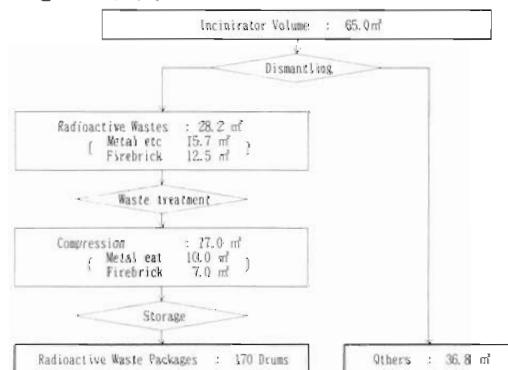 Incinirator Volume : 65.0㎥
Dismantling
Radioactive Wastes : 28.2 ㎥
( Metal etc 15.7 ㎥ )
Firebrick 12.5 ㎥
Waste treatment
Compression : 17.0 ㎥
( Metal eat 10.0 ㎥ )
Firebrick 7.0 ㎥
Storage
Radioactive Waste Packages : 170 Drums
Others : 36.8 ㎥